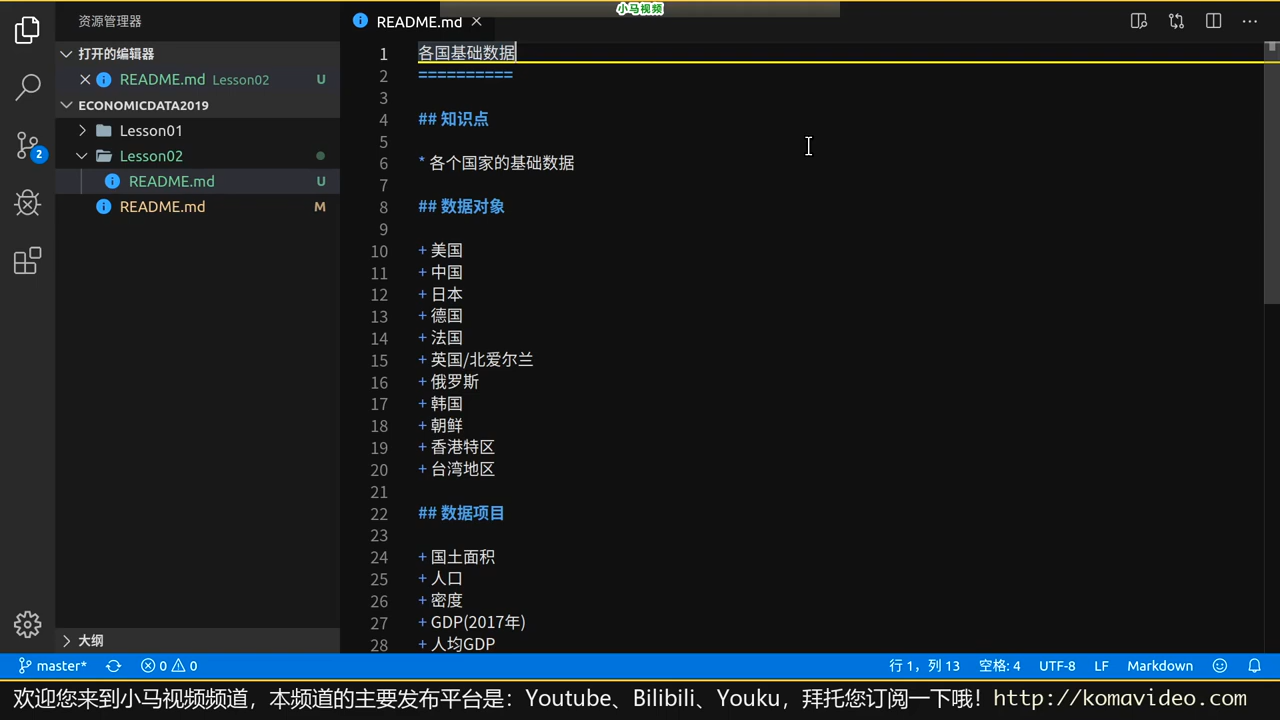 小马视频
资源管理器
README.md
打开的编辑器
README.md Lesson02 U
ECONOMICDATA2019
Lesson01
Lesson02
README.md U
README.md M
2
大纲
1 各国基础数据
2 ==========
3
4 ## 知识点
5
6 * 各个国家的基础数据
7
8 ## 数据对象
9
10 + 美国
11 + 中国
12 + 日本
13 + 德国
14 + 法国
15 + 英国/北爱尔兰
16 + 俄罗斯
17 + 韩国
18 + 朝鲜
19 + 香港特区
20 + 台湾地区
21
22 ## 数据项目
23
24 + 国土面积
25 + 人口
26 + 密度
27 + GDP(2017年)
28 + 人均GDP
master* 0 0 行 1，列 13 空格: 4 UTF-8 LF Markdown
欢迎您来到小马视频频道，本频道的主要发布平台是：Youtube、Bilibili、Youku，拜托您订阅一下哦！http://komavideo.com